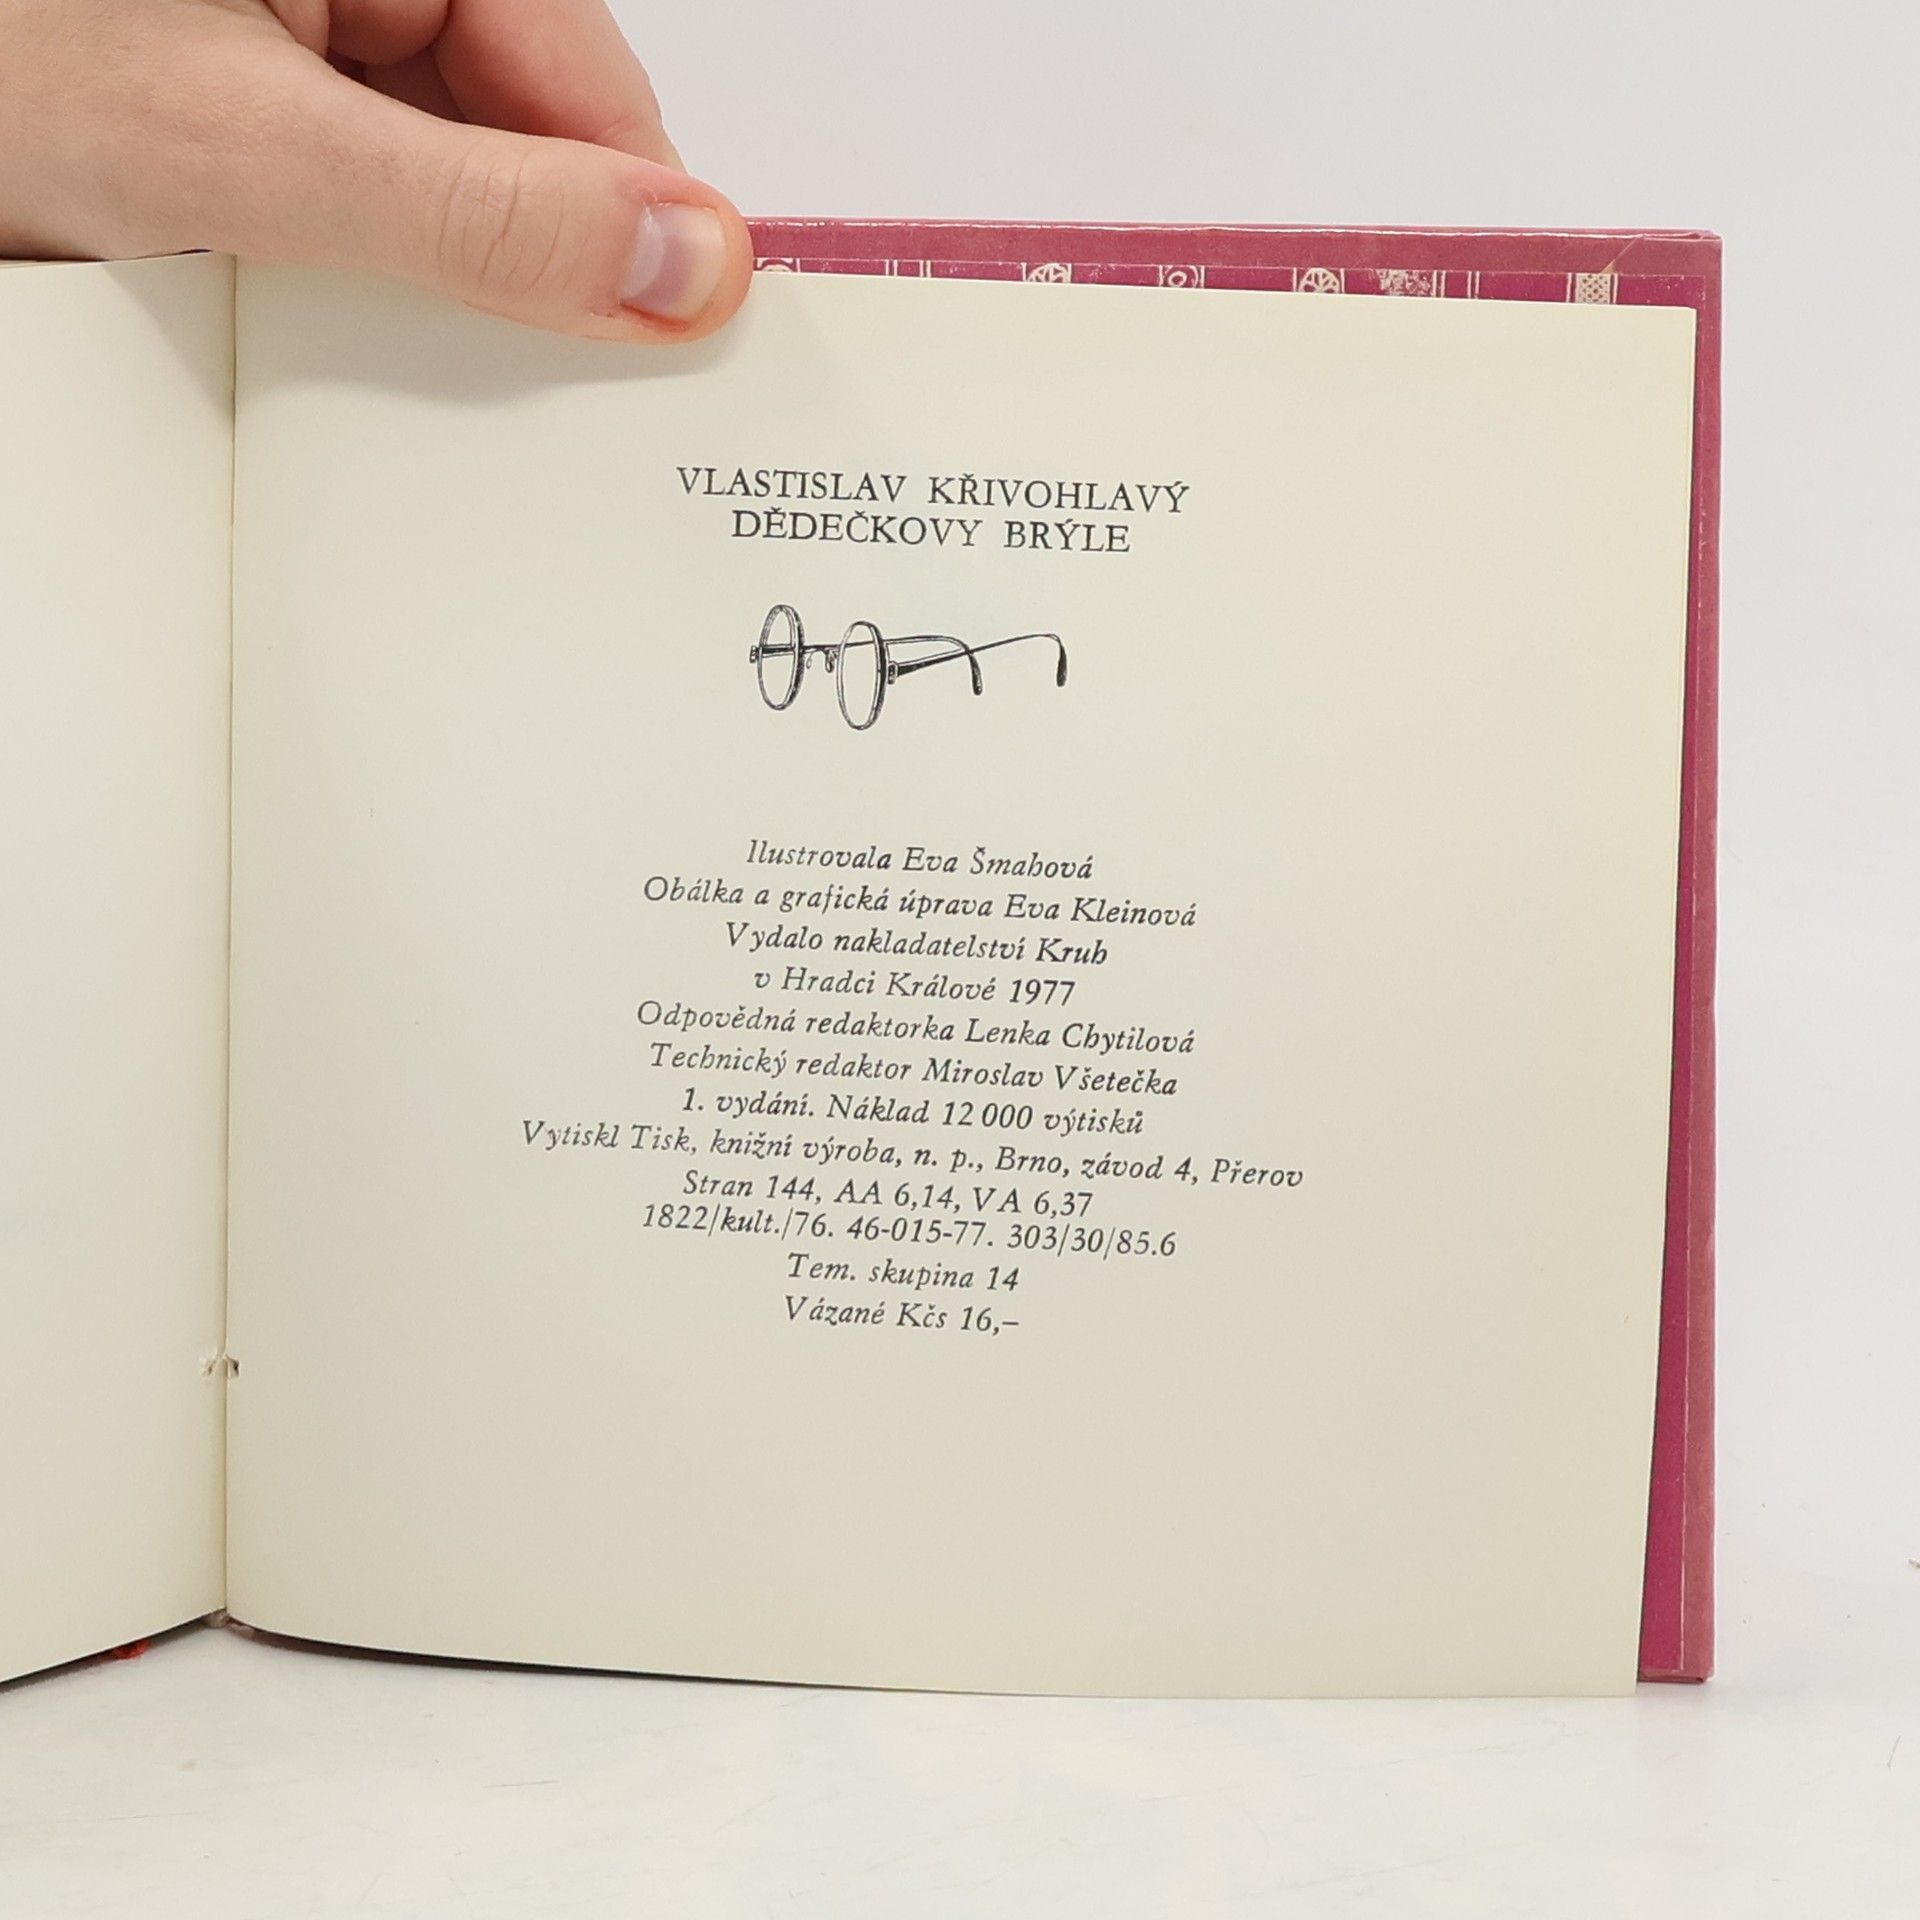 VLASTISLAV KŘIVOHLAVÝ
DĚDEČKOVY BRÝLE
Ilustrovala Eva Šmahová
Obálka a grafická úprava Eva Kleinová
Vydalo nakladatelství Kruh
v Hradci Králové 1977
Odpovědná redaktorka Lenka Chytilová
Technický redaktor Miroslav Všetečka
1. vydání. Náklad 12 000 výtisků
Vytiskl Tisk, knižní výroba, n. p., Brno, závod 4, Přerov
Stran 144, AA 6,14, VA 6,37
1822/kult./76. 46-015-77. 303/30/85.6
Tem. skupina 14
Vázané Kčs 16,–